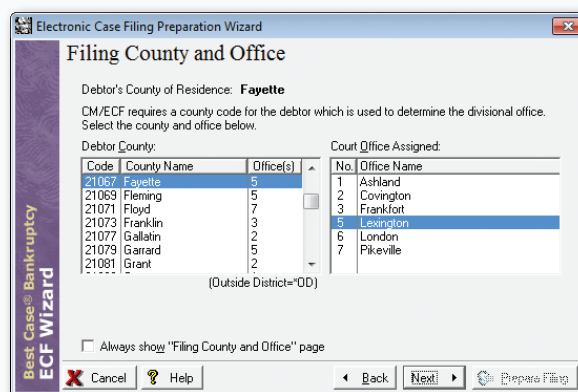 Electronic Case Filing Preparation Wizard
Filing County and Office
Debtor's County of Residence: Fayette
CM/ECF requires a county code for the debtor which is used to determine the divisional office.
Select the county and office below.
Debtor County:
Code County Name Office(s)
21067 Fayette 5
21069 Fleming 5
21071 Floyd 7
21073 Franklin 3
21077 Gallatin 2
21079 Garrard 5
21081 Grant 2
(Outside District=*OD)
Court Office Assigned:
No. Office Name
1 Ashland
2 Covington
3 Frankfort
5 Lexington
6 London
7 Pikeville
Always show "Filing County and Office" page
Best Case® Bankruptcy
ECF Wizard
Cancel
Help
Back
Next
Prepare Filing